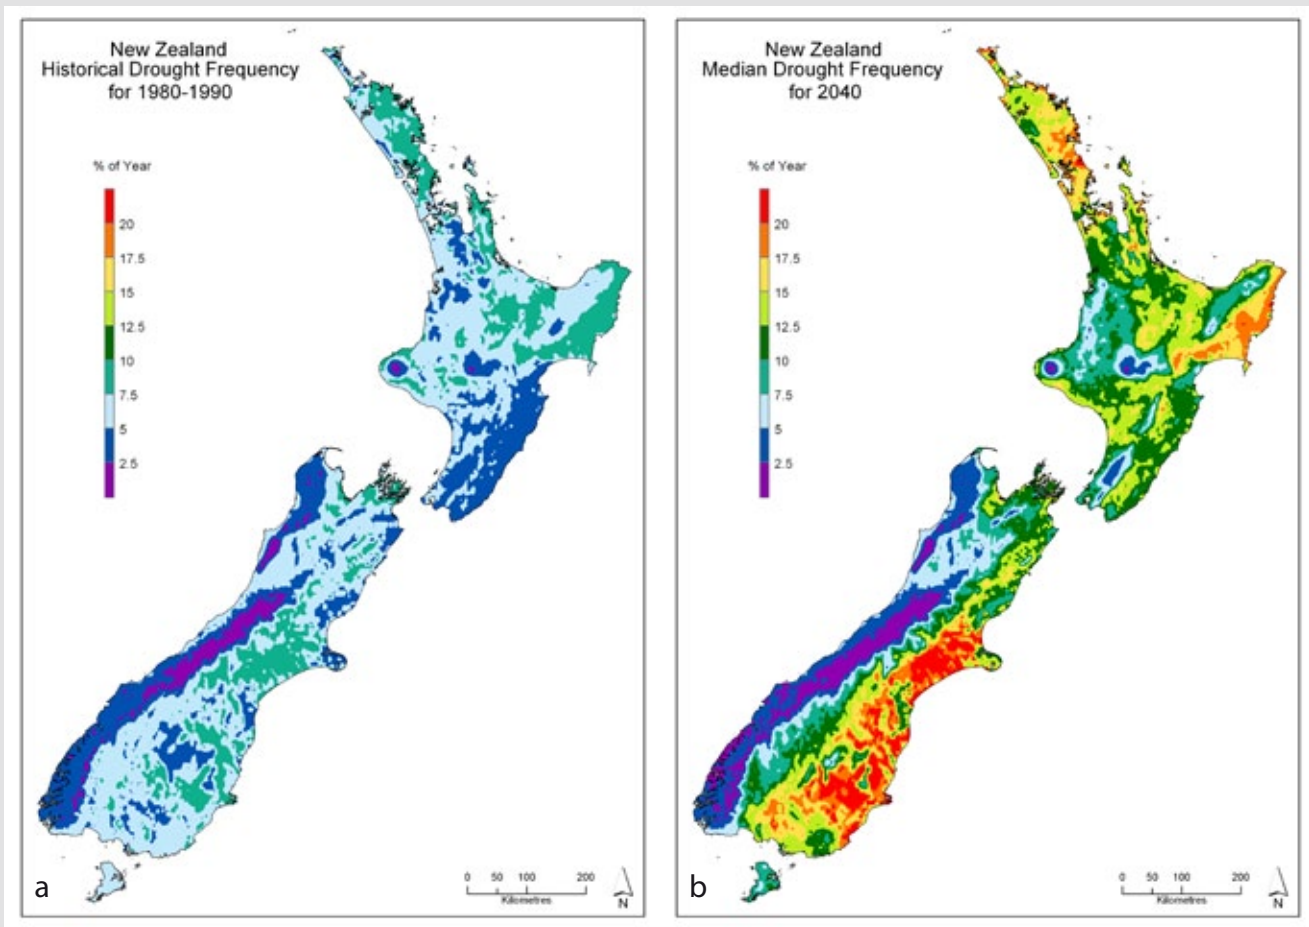 New Zealand
Historical Drought Frequency
for 1980-1990
% of Year
20
17.5
15
12.5
10
7.5
5
2.5
a
0 50 100 200
Kilometres
N
New Zealand
Median Drought Frequency
for 2040
% of Year
20
17.5
15
12.5
10
7.5
5
2.5
b
0 50 100 200
Kilometres
N